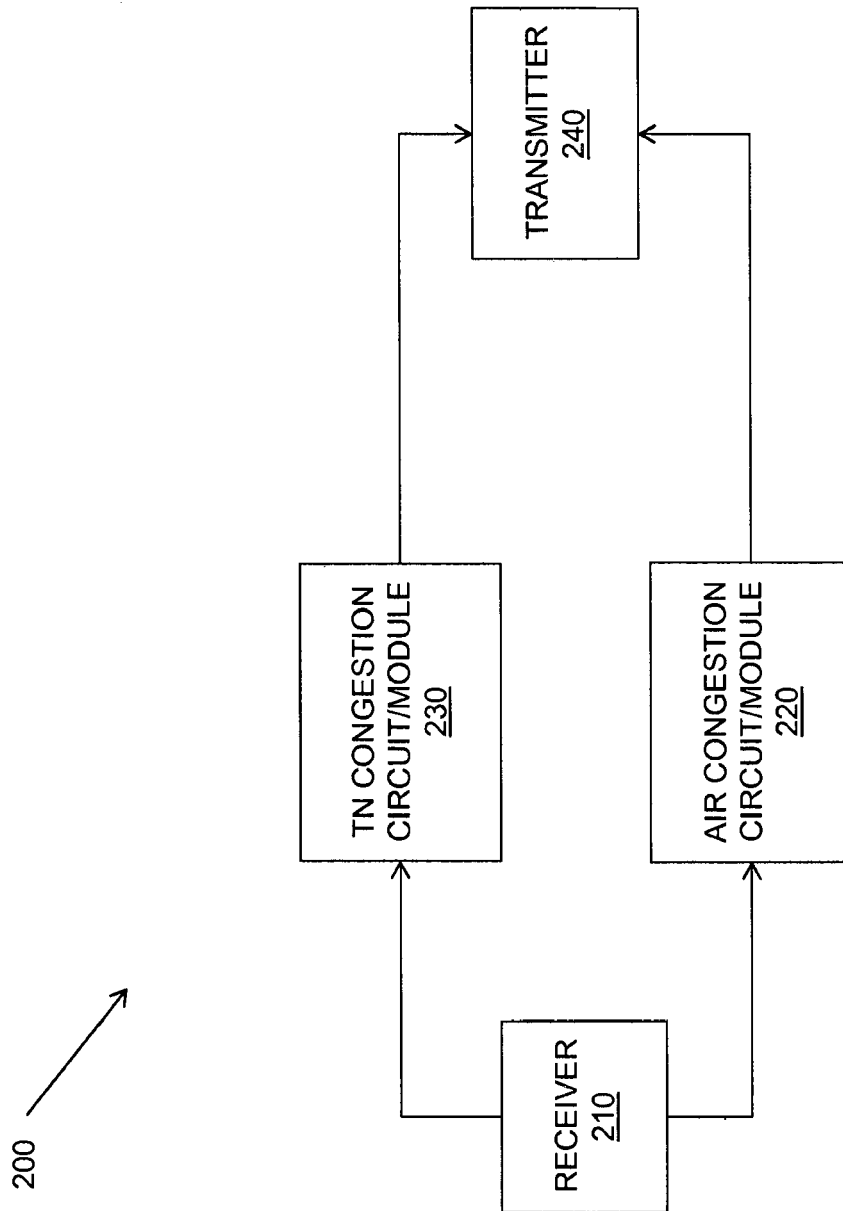 200
RECEIVER
210
TN CONGESTION
CIRCUIT/MODULE
230
AIR CONGESTION
CIRCUIT/MODULE
220
TRANSMITTER
240